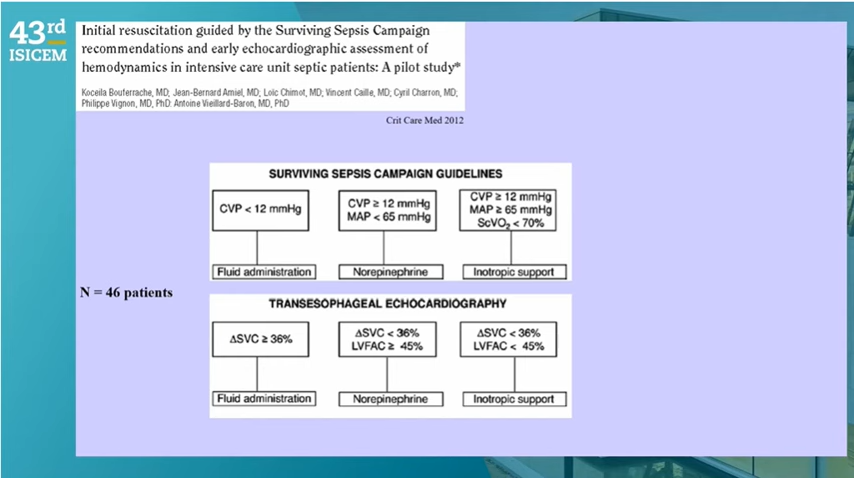 43rd
ISICEM
Initial resuscitation guided by the Surviving Sepsis Campaign
recommendations and early echocardiographic assessment of
hemodynamics in intensive care unit septic patients: A pilot study*
Koceila Bouferrache, MD; Jean-Bernard Amiel, MD; Loïc Chimot, MD; Vincent Caille, MD; Cyril Charron, MD;
Philippe Vignon, MD, PhD; Antoine Vieillard-Baron, MD, PhD
Crit Care Med 2012
SURVIVING SEPSIS CAMPAIGN GUIDELINES
CVP < 12 mmHg
CVP ≥ 12 mmHg
MAP < 65 mmHg
CVP ≥ 12 mmHg
MAP ≥ 65 mmHg
ScVO₂ < 70%
Fluid administration
Norepinephrine
Inotropic support
N = 46 patients
TRANSESOPHAGEAL ECHOCARDIOGRAPHY
ΔSVC ≥ 36%
ΔSVC < 36%
LVFAC ≥ 45%
ΔSVC < 36%
LVFAC < 45%
Fluid administration
Norepinephrine
Inotropic support